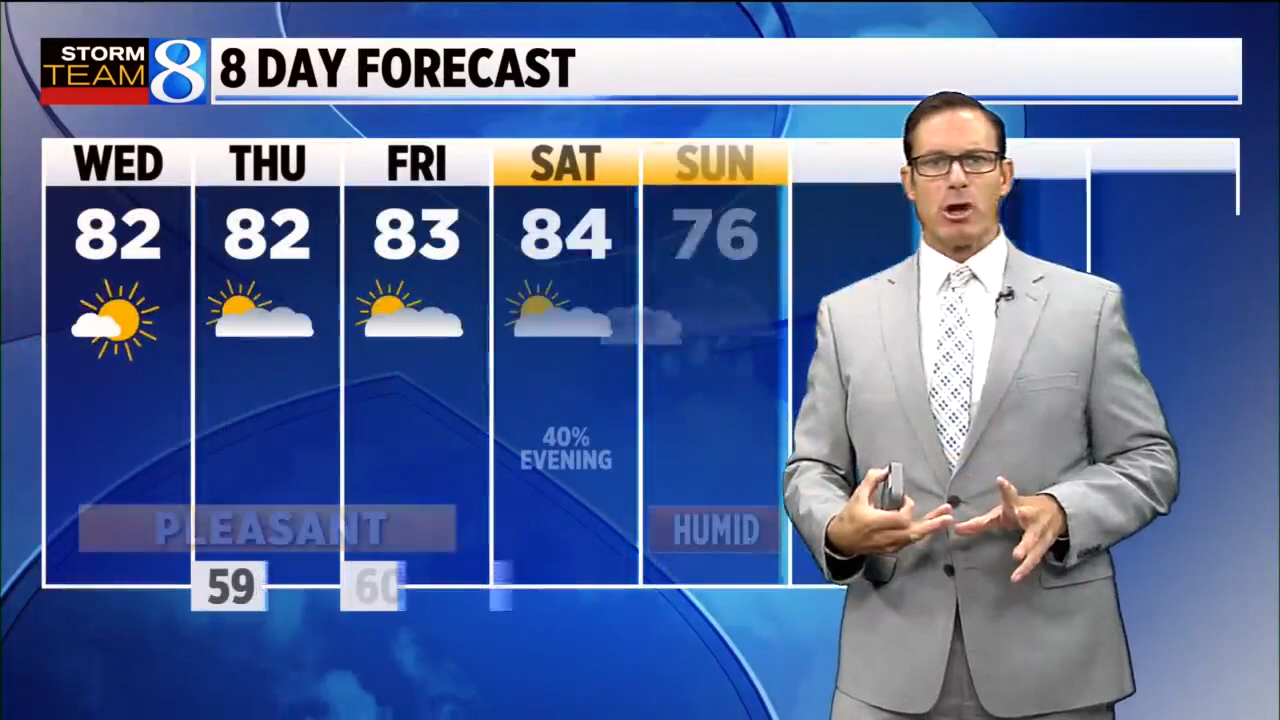 STORM
TEAM 8
8 DAY FORECAST
WED THU FRI SAT SUN
82 82 83 84 76
40%
EVENING
PLEASANT HUMID
59 60